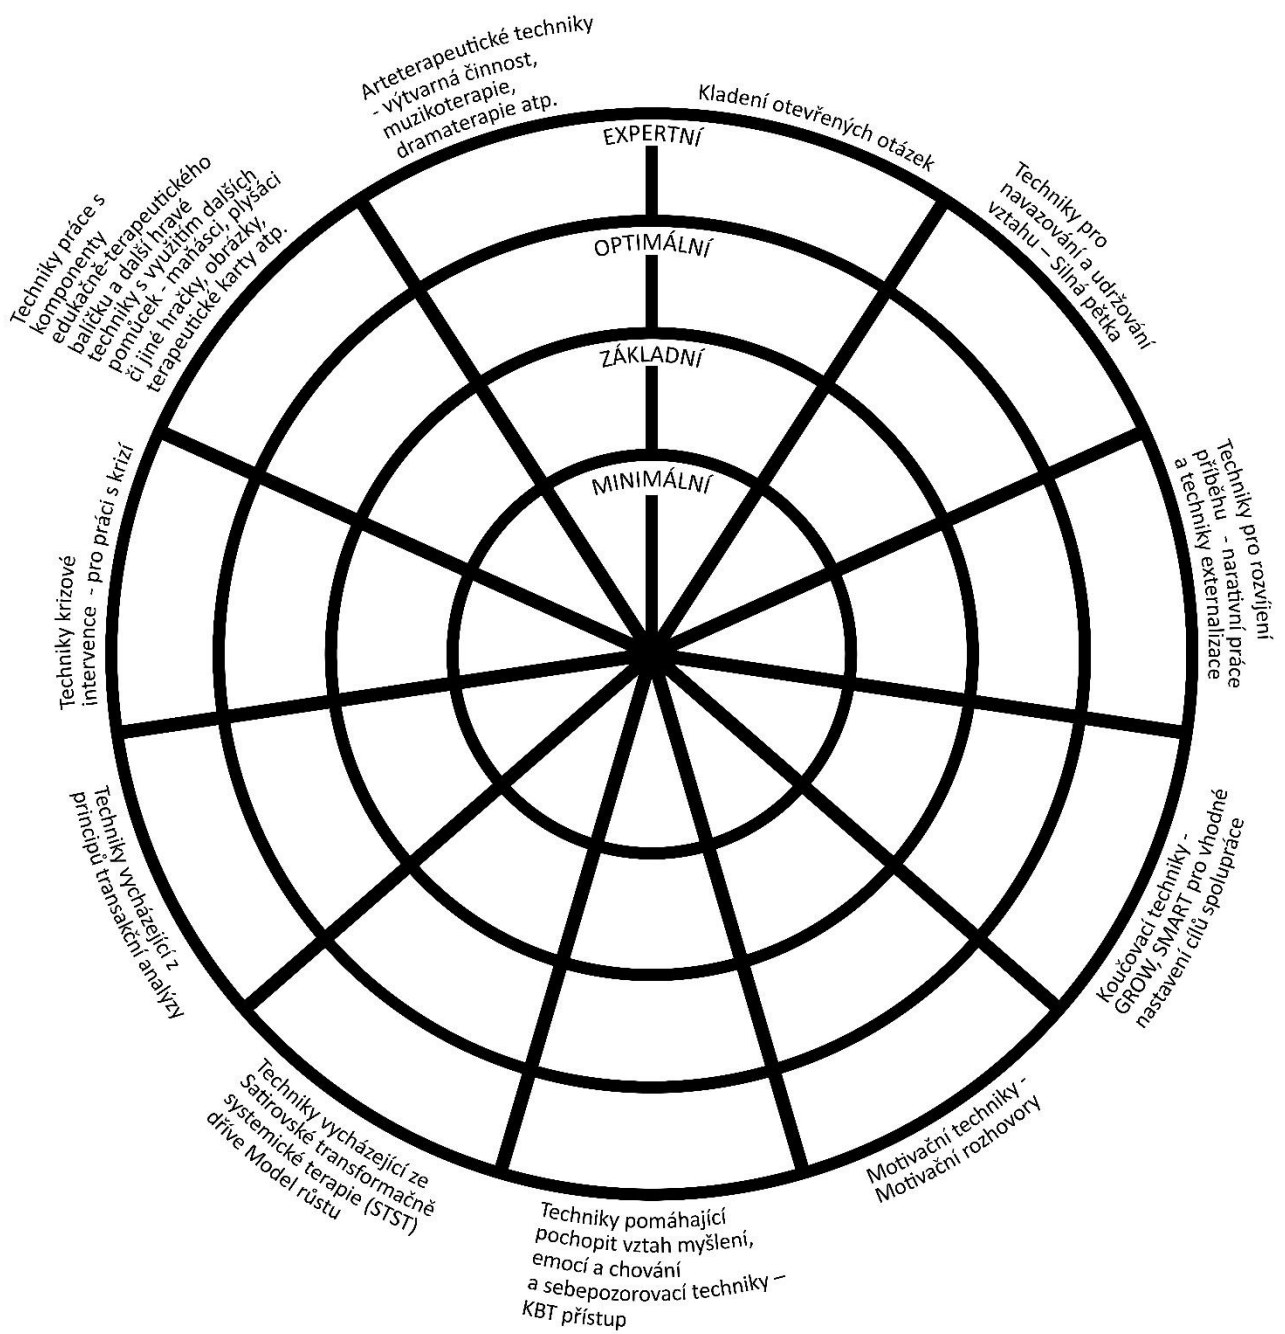 Arteterapeutické techniky
- výtvarná činnost,
muzikoterapie,
dramaterapie atp.
Kladení otevřených otázek
Techniky pro
navazování a udržování
vztahu – Silná pětka
Techniky pro rozvíjení
příběhu - narativní práce
a techniky externalizace
Koučovací techniky -
GROW, SMART pro vhodné
nastavení cílů spolupráce
Motivační techniky -
Motivační rozhovory
Techniky pomáhající
pochopit vztah myšlení,
emocí a chování
a sebepozorovací techniky –
KBT přístup
Techniky vycházející ze
Satirovské transformačně
systemické terapie (STST)
dříve Model růstu
Techniky vycházející z
principů transakční analýzy
Techniky krizové
intervence - pro práci s krizí
Techniky práce s
komponenty
edukačně-terapeutického
balíčku a další hravé
techniky s využitím dalších
pomůcek - maňásci, plyšáci
či jiné hračky, obrázky,
terapeutické karty atp.
EXPERTNÍ
OPTIMÁLNÍ
ZÁKLADNÍ
MINIMÁLNÍ